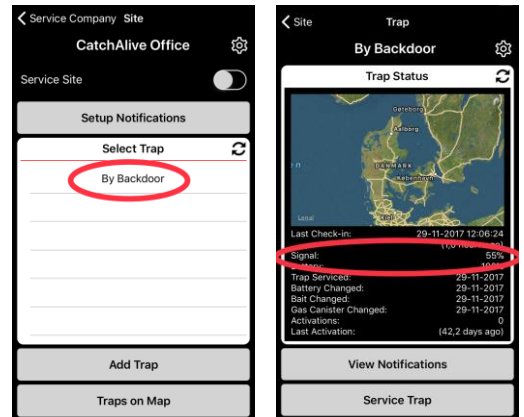 Service Company Site
CatchAlive Office
Service Site
Setup Notifications
Select Trap
By Backdoor
Add Trap
Traps on Map
Site Trap
By Backdoor
Trap Status
Göteborg
Aalborg
DANMARK
København
Kiel
Legal
Last Check-in: 29-11-2017 12:06:24
Signal: 55%
Trap Serviced: 29-11-2017
Battery Changed: 29-11-2017
Bait Changed: 29-11-2017
Gas Canister Changed: 29-11-2017
Activations: 0
Last Activation: (42,2 days ago)
View Notifications
Service Trap